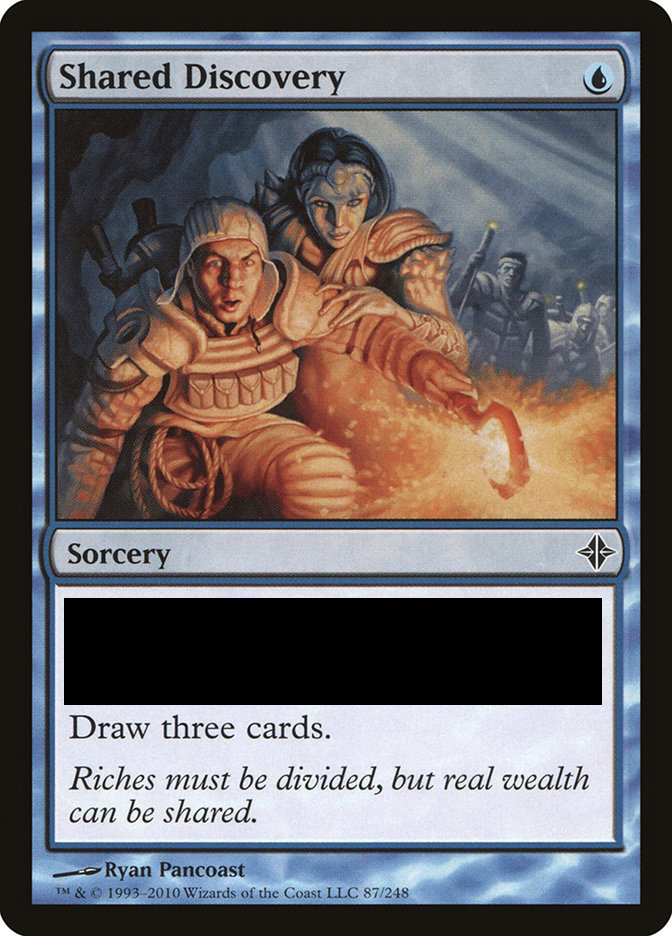 Shared Discovery
Sorcery
Draw three cards.
Riches must be divided, but real wealth
can be shared.
Ryan Pancoast
™ & © 1993–2010 Wizards of the Coast LLC 87/248